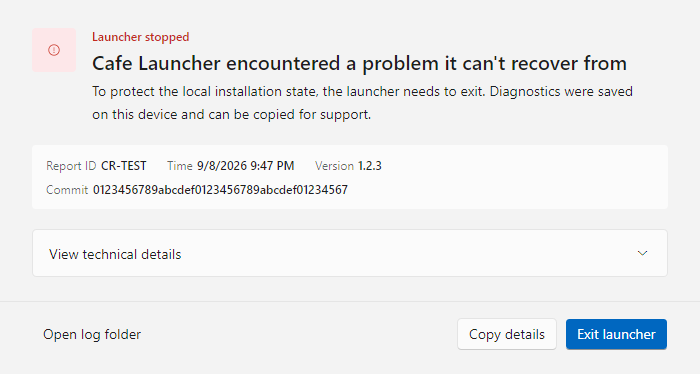 Launcher stopped
Cafe Launcher encountered a problem it can't recover from
To protect the local installation state, the launcher needs to exit. Diagnostics were saved
on this device and can be copied for support.
Report ID CR-TEST Time 9/8/2026 9:47 PM Version 1.2.3
Commit 0123456789abcdef0123456789abcdef01234567
View technical details
Open log folder Copy details Exit launcher